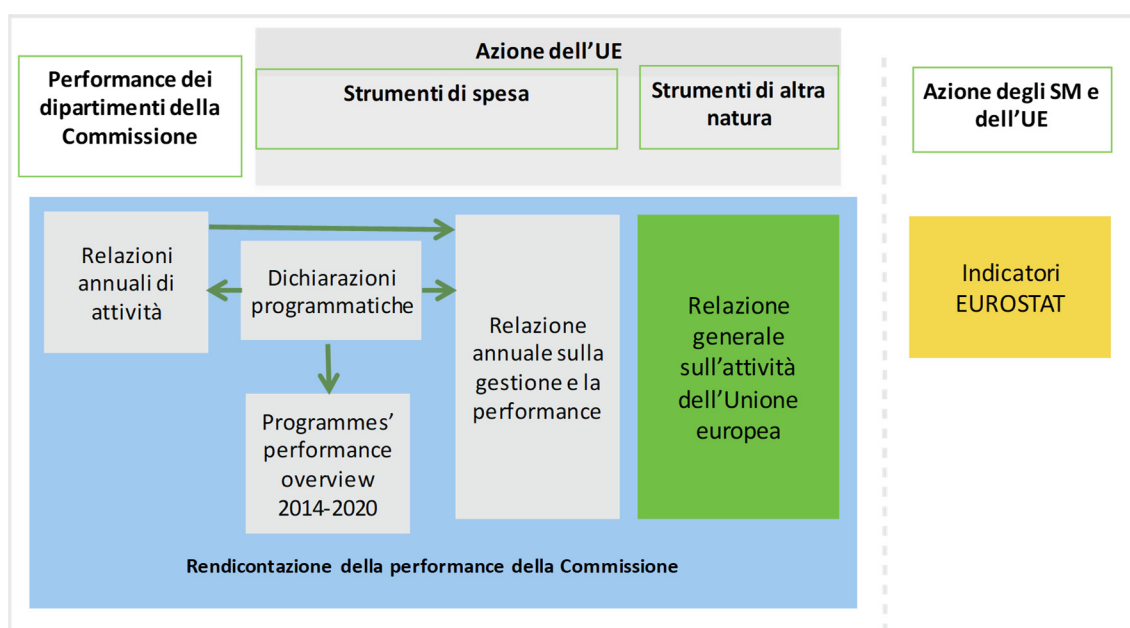 Azione dell'UE
Performance dei
dipartimenti della
Commissione
Strumenti di spesa
Strumenti di altra
natura
Azione degli SM e
dell'UE
Relazioni
annuali di
attività
Dichiarazioni
programmatiche
Programmes'
performance
overview
2014-2020
Relazione
annuale sulla
gestione e la
performance
Relazione
generale
sull'attività
dell'Unione
europea
Indicatori
EUROSTAT
Rendicontazione della performance della Commissione